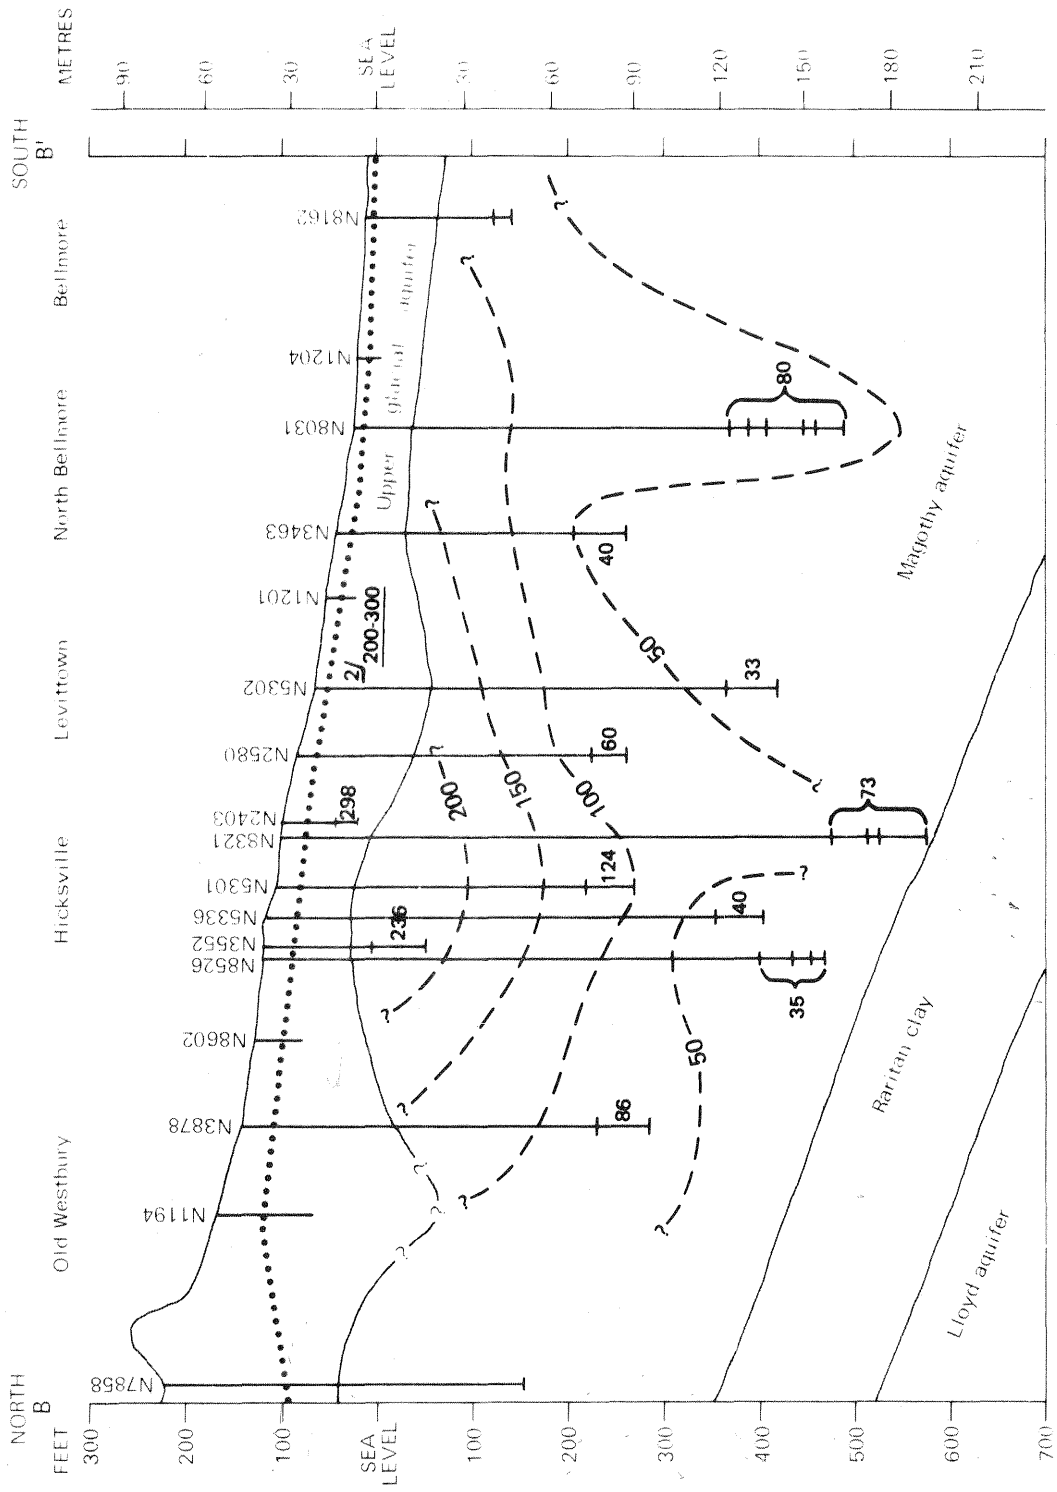 NORTH
B
SOUTH
B'
Old Westbury
Hicksville
Levittown
North Bellmore
Bellmore
FEET
300
200
100
SEA
LEVEL
100
200
300
400
500
600
700
METRES
90
60
30
SEA
LEVEL
30
60
90
120
150
180
210
N7858
N1194
N3878
N8602
N8526
N3552
N5336
N5301
N8321
N2403
N2580
N5302
N1201
N3463
N8031
N1204
N8162
Upper glacial aquifer
2/
200-300
298
236
?
?
?
?
200
?
?
150
?
?
100
?
?
50
?
?
50
?
86
35
40
124
73
60
33
40
80
Magothy aquifer
Raritan clay
Lloyd aquifer